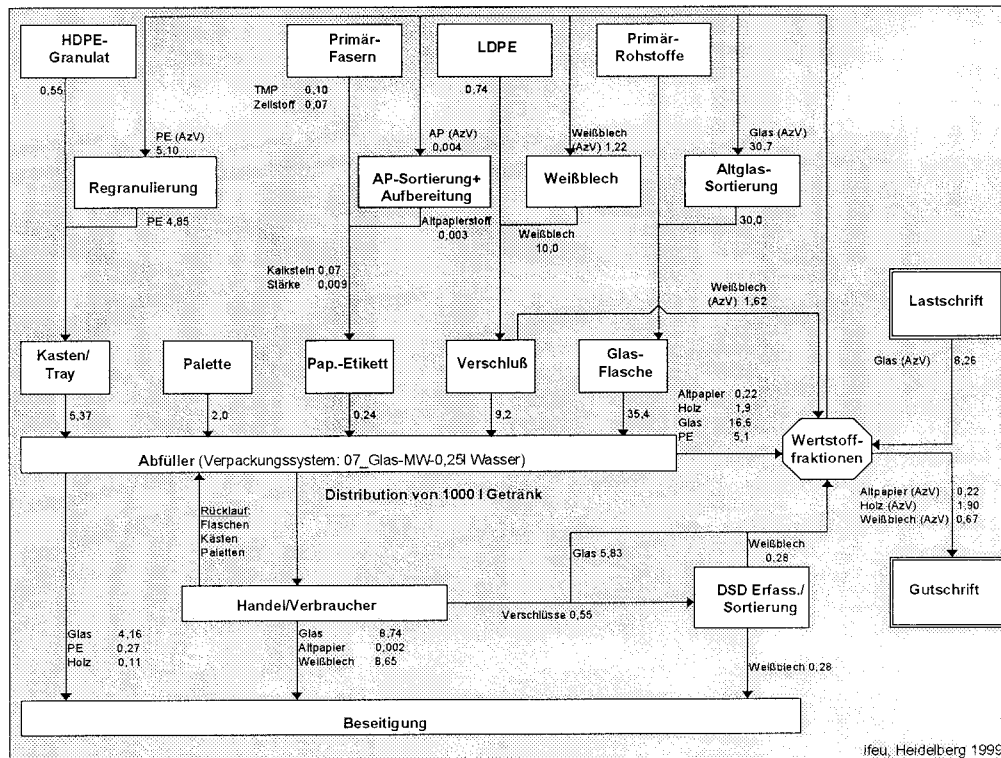 HDPE-
Granulat
Primär-
Fasern
LDPE
Primär-
Rohstoffe
0,55
TMP 0,10
Zellstoff 0,07
0,74
PE (AzV)
5,10
AP (AzV)
0,004
Weißblech
(AzV) 1,22
Glas (AzV)
30,7
Regranulierung
AP-Sortierung+
Aufbereitung
Weißblech
Altglas-
Sortierung
PE 4,85
Altpapierstoff
0,003
Weißblech
10,0
30,0
Kalkstein 0,07
Stärke 0,009
Weißblech
(AzV) 1,62
Lastschrift
Kasten/
Tray
Palette
Pap.-Etikett
Verschluß
Glas-
Flasche
Glas (AzV) 8,26
5,37
2,0
0,24
9,2
35,4
Altpapier 0,22
Holz 1,9
Glas 16,6
PE 5,1
Wertstoff-
fraktionen
Abfüller (Verpackungssystem: 07_Glas-MW-0,25l Wasser)
Distribution von 1000 l Getränk
Rücklauf:
Flaschen
Kästen
Paletten
Altpapier (AzV) 0,22
Holz (AzV) 1,90
Weißblech (AzV) 0,67
Glas 5,83
Weißblech
0,28
Handel/Verbraucher
Verschlüsse 0,55
DSD Erfass./
Sortierung
Gutschrift
Glas 4,16
PE 0,27
Holz 0,11
Glas 8,74
Altpapier 0,002
Weißblech 8,65
Weißblech 0,28
Beseitigung
ifeu, Heidelberg 1999